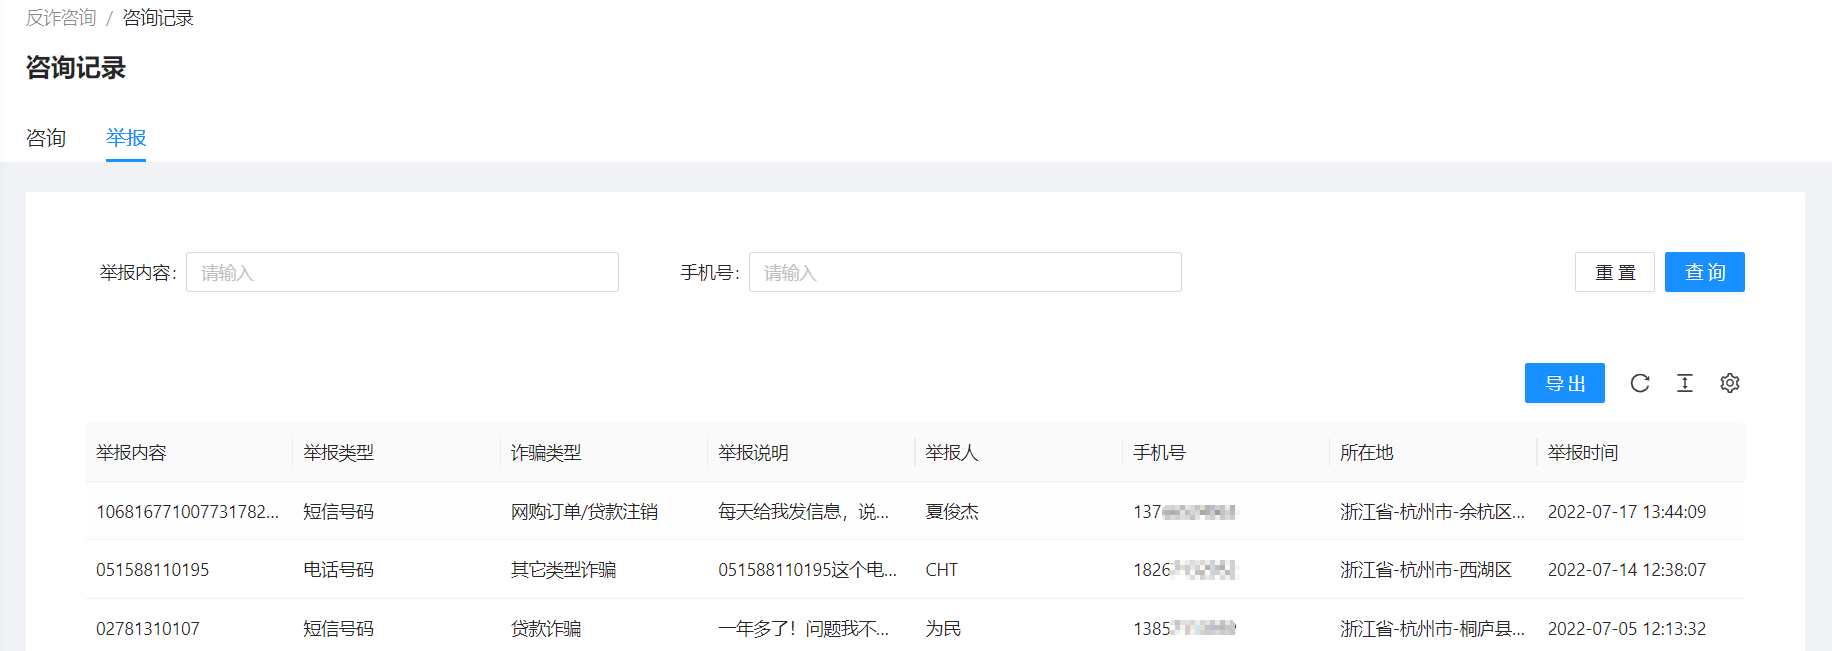 反诈咨询 / 咨询记录
咨询记录
咨询 举报
举报内容: 请输入 手机号: 请输入 重置 查询
导出
举报内容 举报类型 诈骗类型 举报说明 举报人 手机号 所在地 举报时间
106816771007731782... 短信号码 网购订单/贷款注销 每天给我发信息，说... 夏俊杰 137 浙江省-杭州市-余杭区... 2022-07-17 13:44:09
051588110195 电话号码 其它类型诈骗 051588110195这个电... CHT 1826 浙江省-杭州市-西湖区 2022-07-14 12:38:07
02781310107 短信号码 贷款诈骗 一年多了！问题我不... 为民 1385 浙江省-杭州市-桐庐县... 2022-07-05 12:13:32